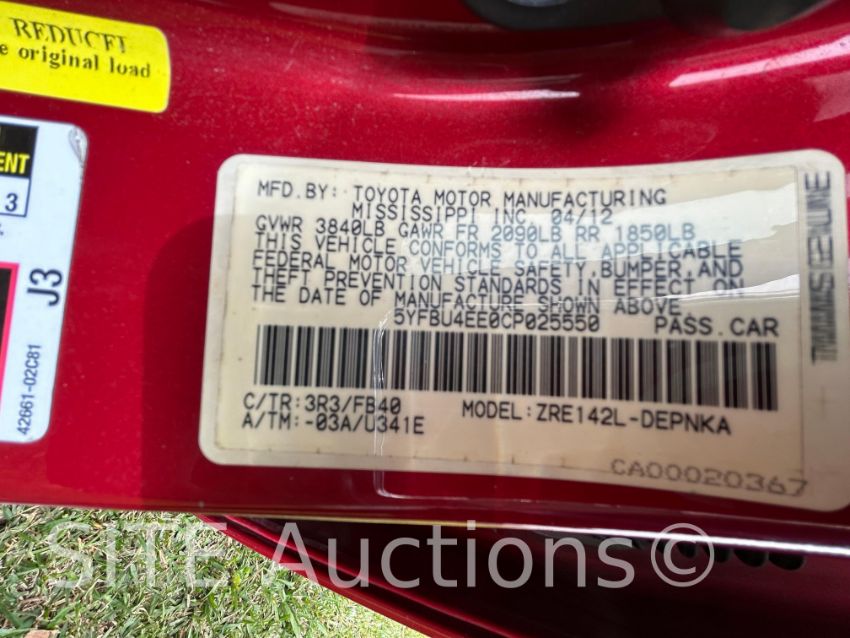 REDUCE
e original load
ENT
3
J3
42661-02C81
MFD.BY: TOYOTA MOTOR MANUFACTURING
MISSISSIPPI INC. 04/12
GVWR 3840LB GAWR FR 2090LB RR 1850LB
THIS VEHICLE CONFORMS TO ALL APPLICABLE
FEDERAL MOTOR VEHICLE SAFETY,BUMPER,AND
THEFT PREVENTION STANDARDS IN EFFECT ON
THE DATE OF MANUFACTURE SHOWN ABOVE.
5YFBU4EE0CP025550 PASS.CAR
C/TR:3R3/FB40 MODEL:ZRE142L-DEPNKA
A/TM:-03A/U341E
CA00020367
SITE Auctions©